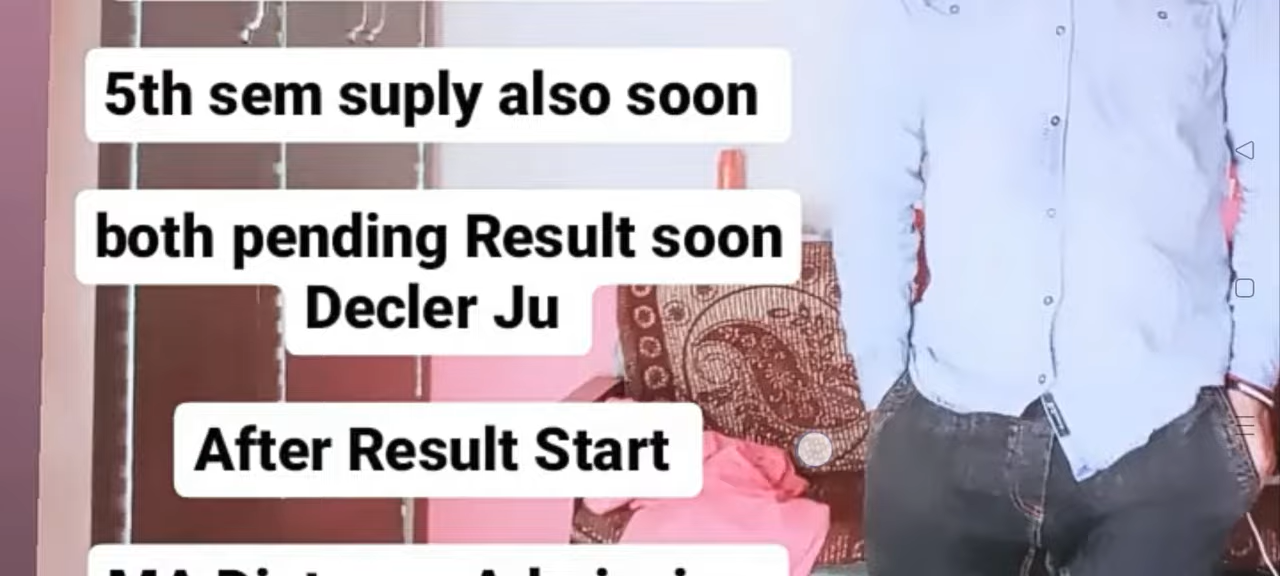 5th sem suply also soon
both pending Result soon
Decler Ju
After Result Start